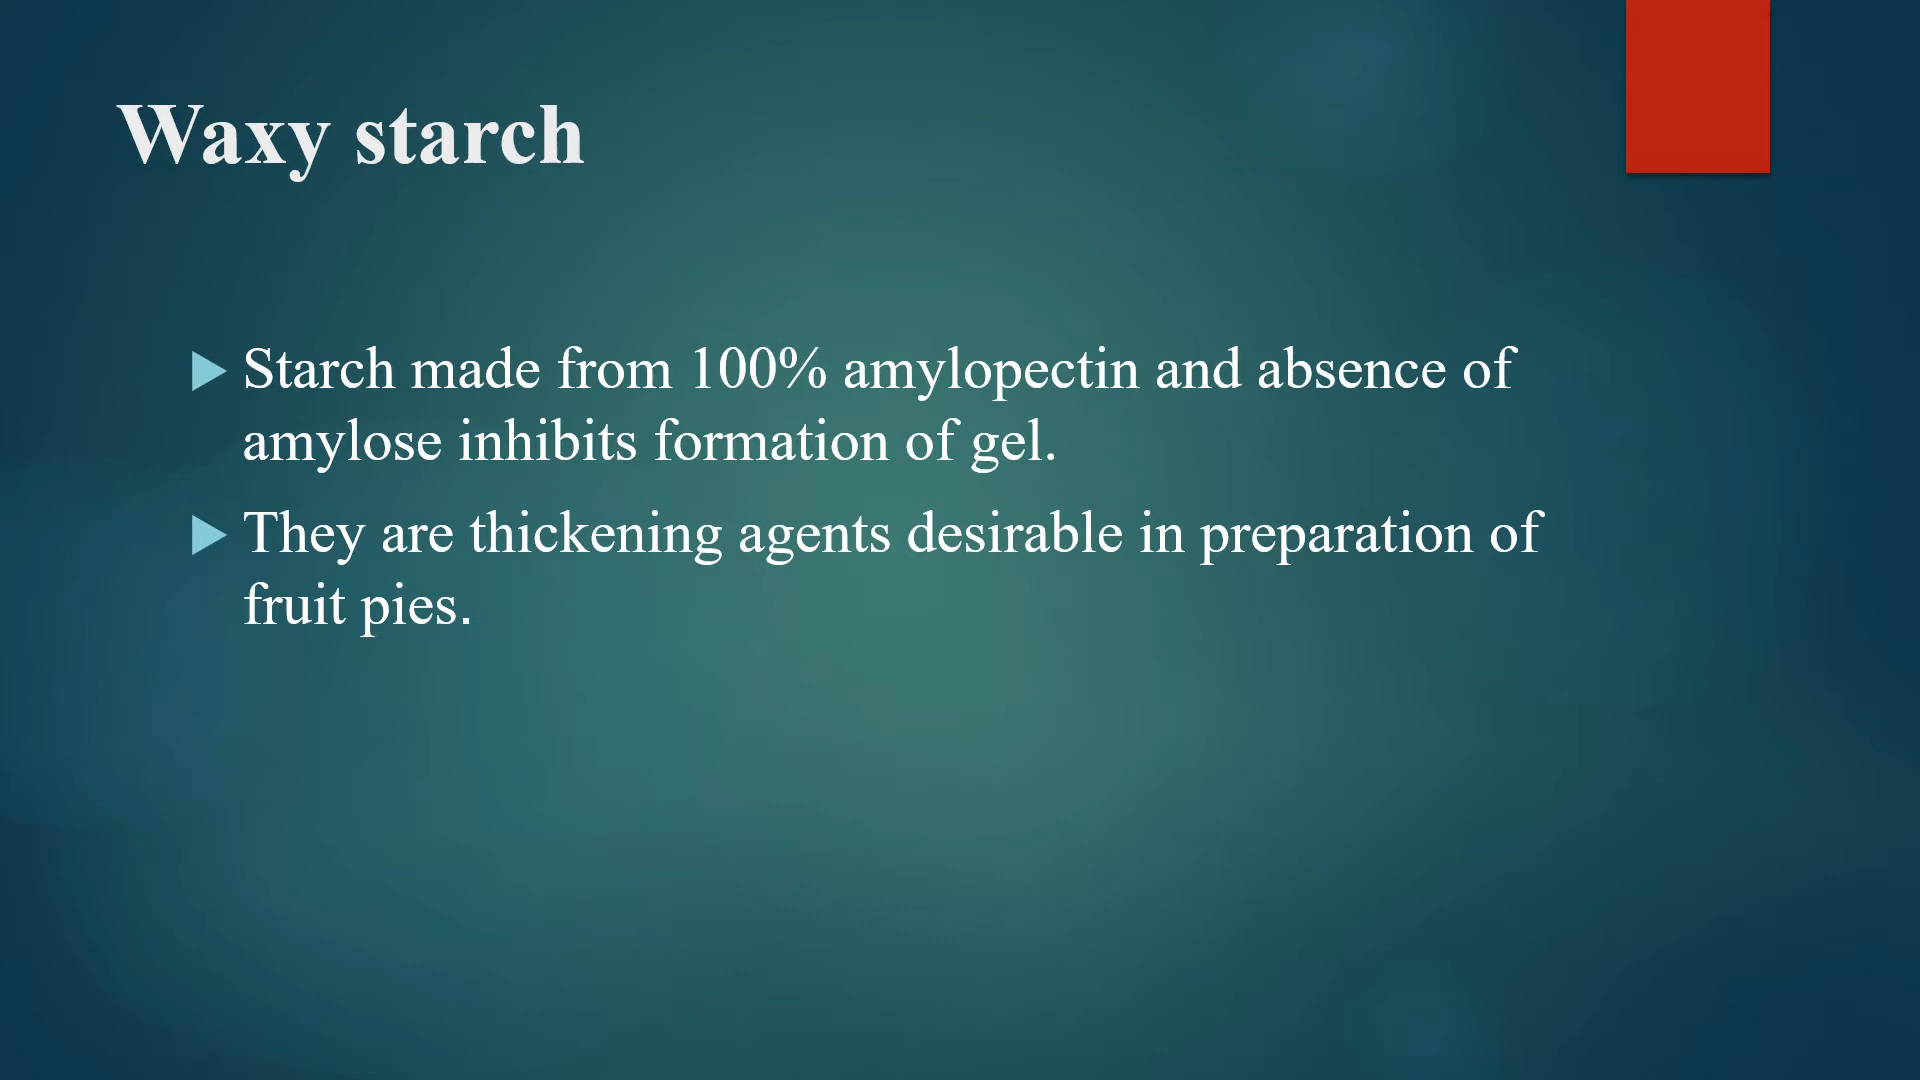 Waxy starch
Starch made from 100% amylopectin and absence of
amylose inhibits formation of gel.
They are thickening agents desirable in preparation of
fruit pies.